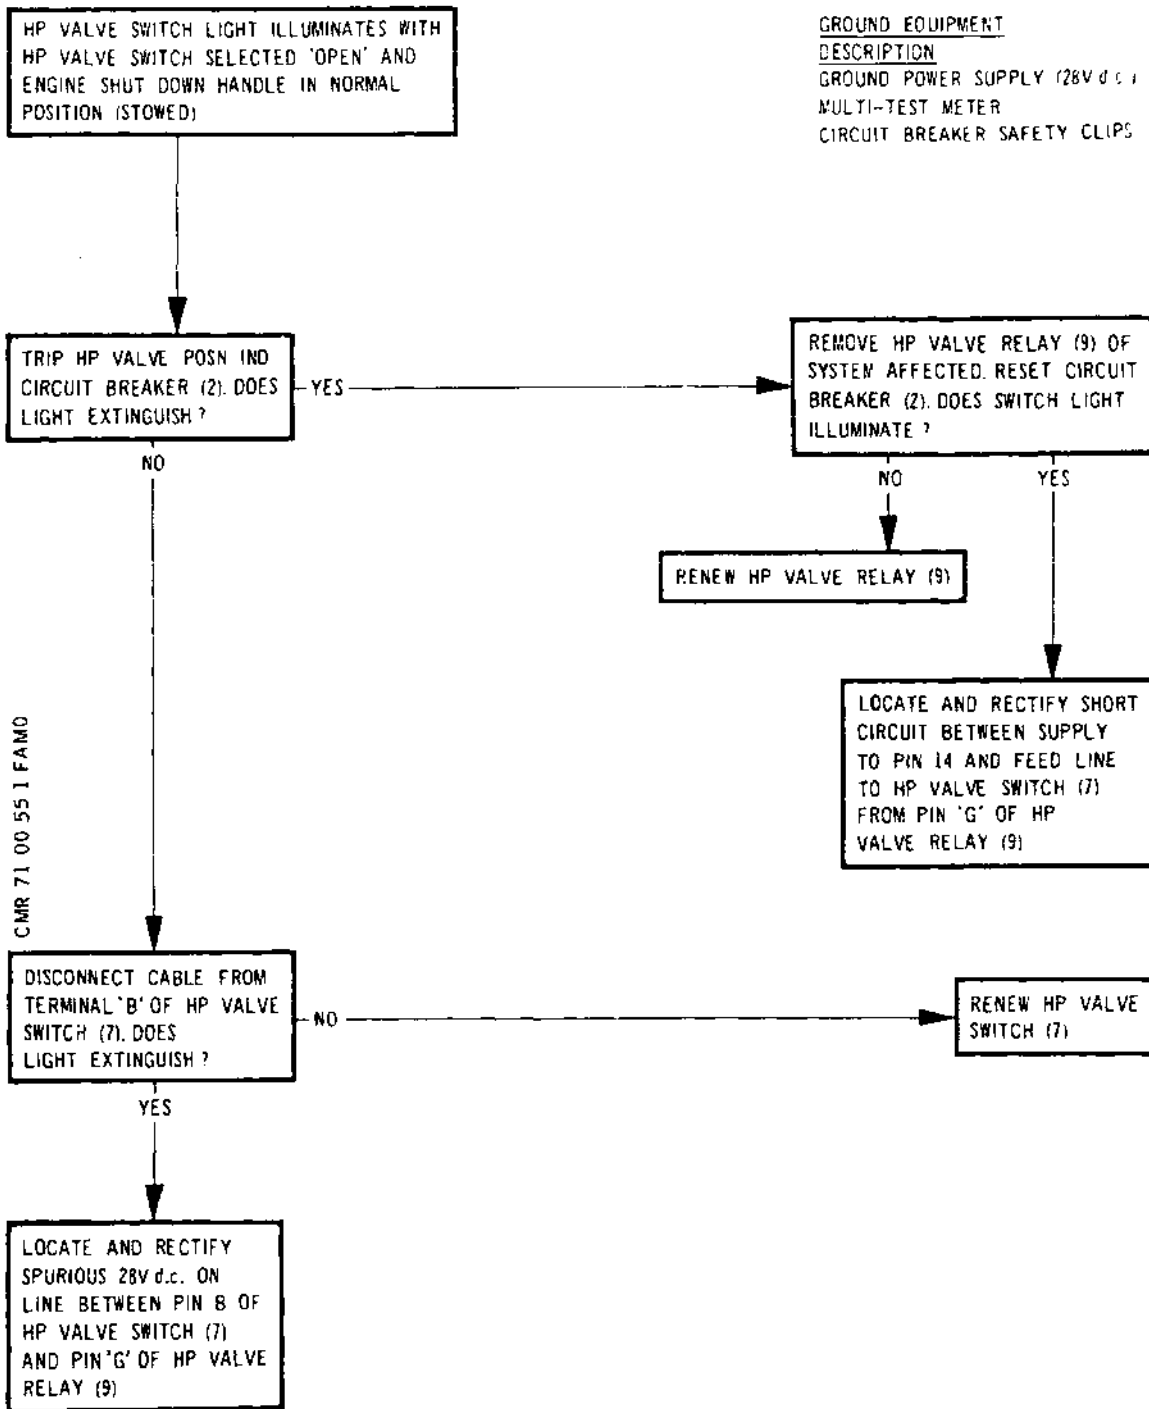 HP VALVE SWITCH LIGHT ILLUMINATES WITH
HP VALVE SWITCH SELECTED 'OPEN' AND
ENGINE SHUT DOWN HANDLE IN NORMAL
POSITION (STOWED)
GROUND EQUIPMENT
DESCRIPTION
GROUND POWER SUPPLY (28V d c)
MULTI-TEST METER
CIRCUIT BREAKER SAFETY CLIPS
TRIP HP VALVE POSN IND
CIRCUIT BREAKER (2). DOES
LIGHT EXTINGUISH ?
YES
REMOVE HP VALVE RELAY (9) OF
SYSTEM AFFECTED. RESET CIRCUIT
BREAKER (2). DOES SWITCH LIGHT
ILLUMINATE ?
NO
NO
YES
RENEW HP VALVE RELAY (9)
LOCATE AND RECTIFY SHORT
CIRCUIT BETWEEN SUPPLY
TO PIN 14 AND FEED LINE
TO HP VALVE SWITCH (7)
FROM PIN 'G' OF HP
VALVE RELAY (9)
CMR 71 00 55 1 FAM0
DISCONNECT CABLE FROM
TERMINAL 'B' OF HP VALVE
SWITCH (7). DOES
LIGHT EXTINGUISH ?
NO
RENEW HP VALVE
SWITCH (7)
YES
LOCATE AND RECTIFY
SPURIOUS 28V d.c. ON
LINE BETWEEN PIN B OF
HP VALVE SWITCH (7)
AND PIN 'G' OF HP VALVE
RELAY (9)